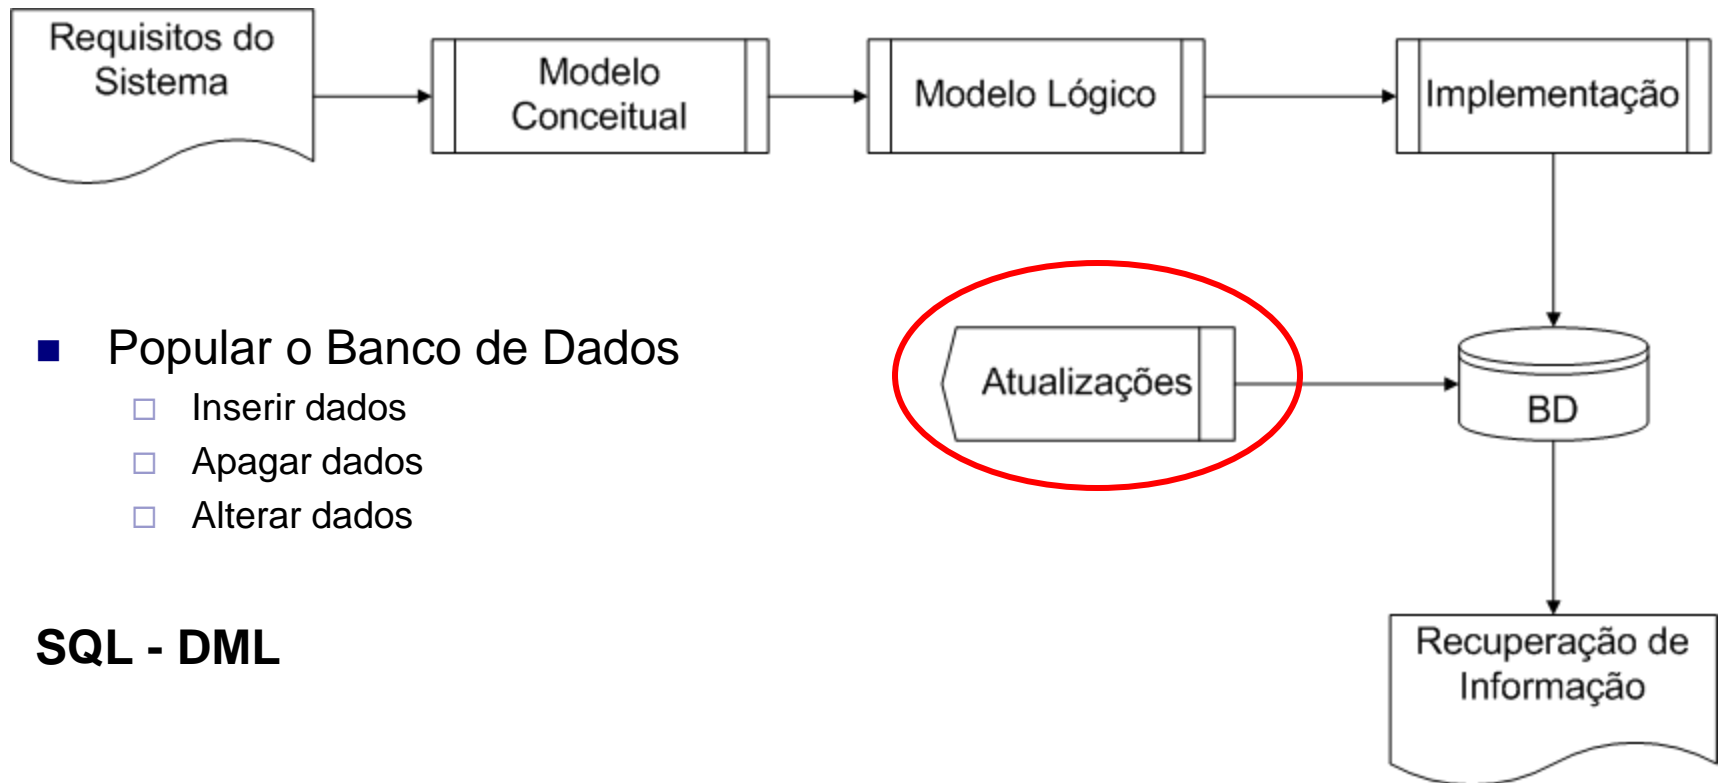 Requisitos do
Sistema
Modelo
Conceitual
Modelo Lógico
Implementação
Popular o Banco de Dados
Inserir dados
Apagar dados
Alterar dados
SQL - DML
Atualizações
BD
Recuperação de
Informação